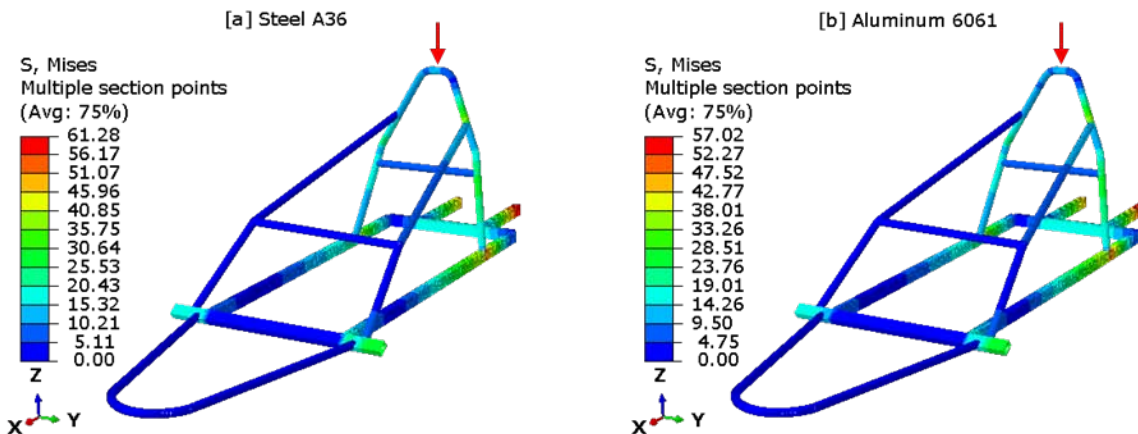 [a] Steel A36
S, Mises
Multiple section points
(Avg: 75%)
61.28
56.17
51.07
45.96
40.85
35.75
30.64
25.53
20.43
15.32
10.21
5.11
0.00
Z
X
Y
[b] Aluminum 6061
S, Mises
Multiple section points
(Avg: 75%)
57.02
52.27
47.52
42.77
38.01
33.26
28.51
23.76
19.01
14.26
9.50
4.75
0.00
Z
X
Y